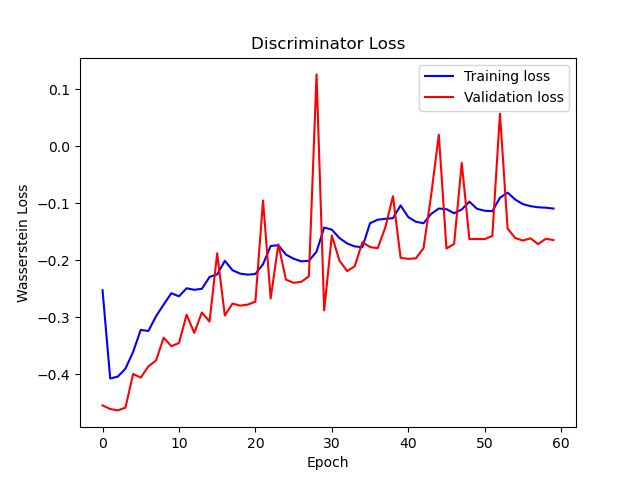 Discriminator Loss
Training loss
Validation loss
Wasserstein Loss
0.1
0.0
−0.1
−0.2
−0.3
−0.4
0 10 20 30 40 50 60
Epoch